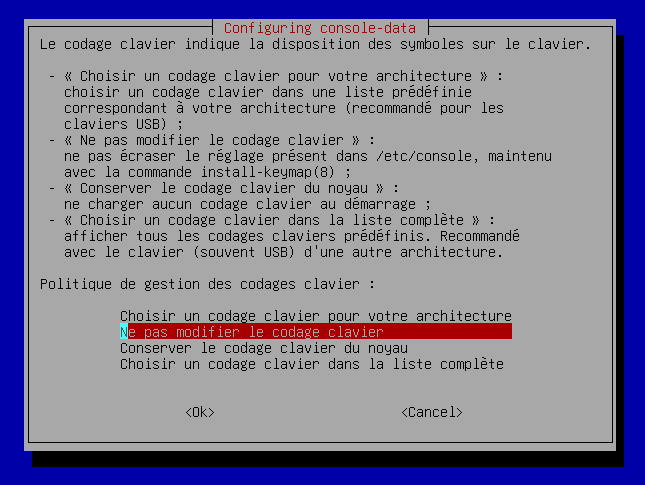 Configuring console-data
Le codage clavier indique la disposition des symboles sur le clavier.
- « Choisir un codage clavier pour votre architecture » :
choisir un codage clavier dans une liste prédéfinie
correspondant à votre architecture (recommandé pour les
claviers USB) ;
- « Ne pas modifier le codage clavier » :
ne pas écraser le réglage présent dans /etc/console, maintenu
avec la commande install-keymap(8) ;
- « Conserver le codage clavier du noyau » :
ne charger aucun codage clavier au démarrage ;
- « Choisir un codage clavier dans la liste complète » :
afficher tous les codages claviers prédéfinis. Recommandé
avec le clavier (souvent USB) d'une autre architecture.
Politique de gestion des codages clavier :
Choisir un codage clavier pour votre architecture
Ne pas modifier le codage clavier
Conserver le codage clavier du noyau
Choisir un codage clavier dans la liste complète
<Ok> <Cancel>